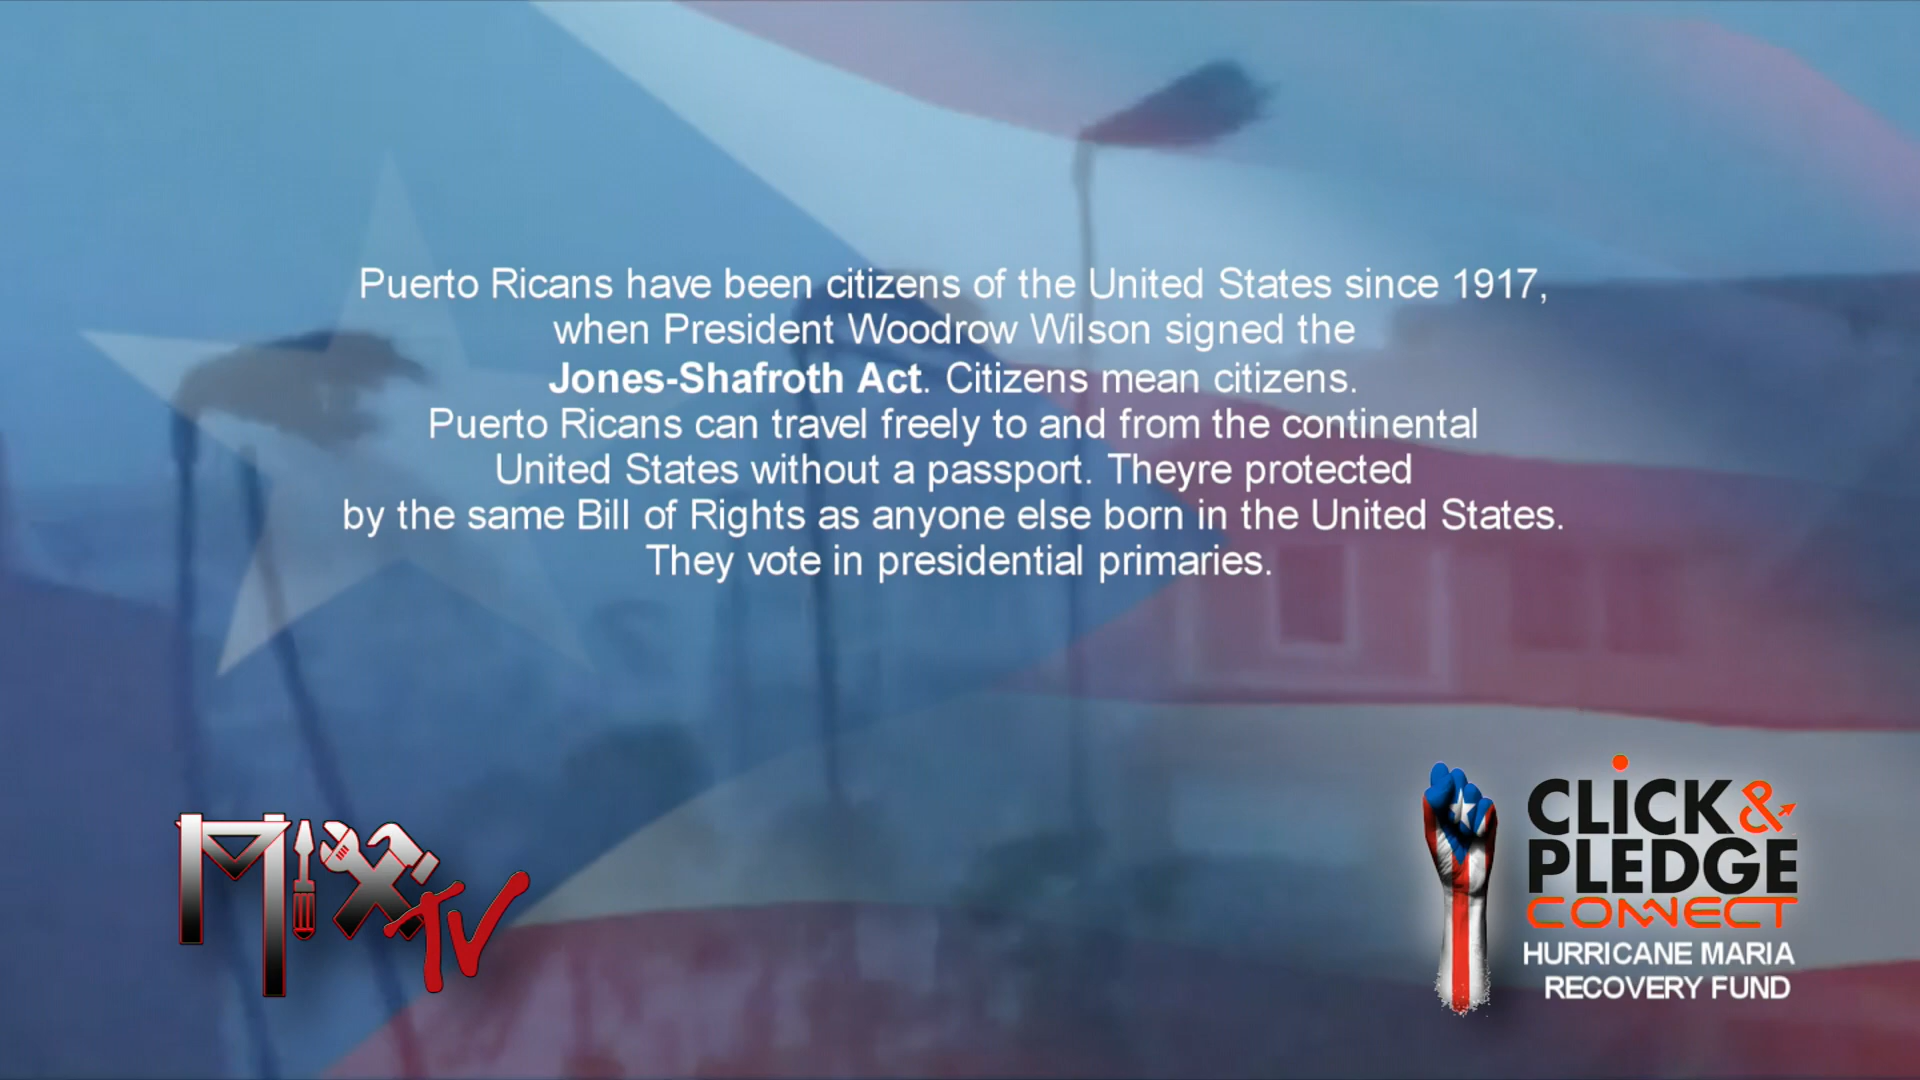 Puerto Ricans have been citizens of the United States since 1917,
when President Woodrow Wilson signed the
Jones-Shafroth Act. Citizens mean citizens.
Puerto Ricans can travel freely to and from the continental
United States without a passport. Theyre protected
by the same Bill of Rights as anyone else born in the United States.
They vote in presidential primaries.
MiX TV
CLiCK &
PLEDGE
CONNECT
HURRICANE MARIA
RECOVERY FUND